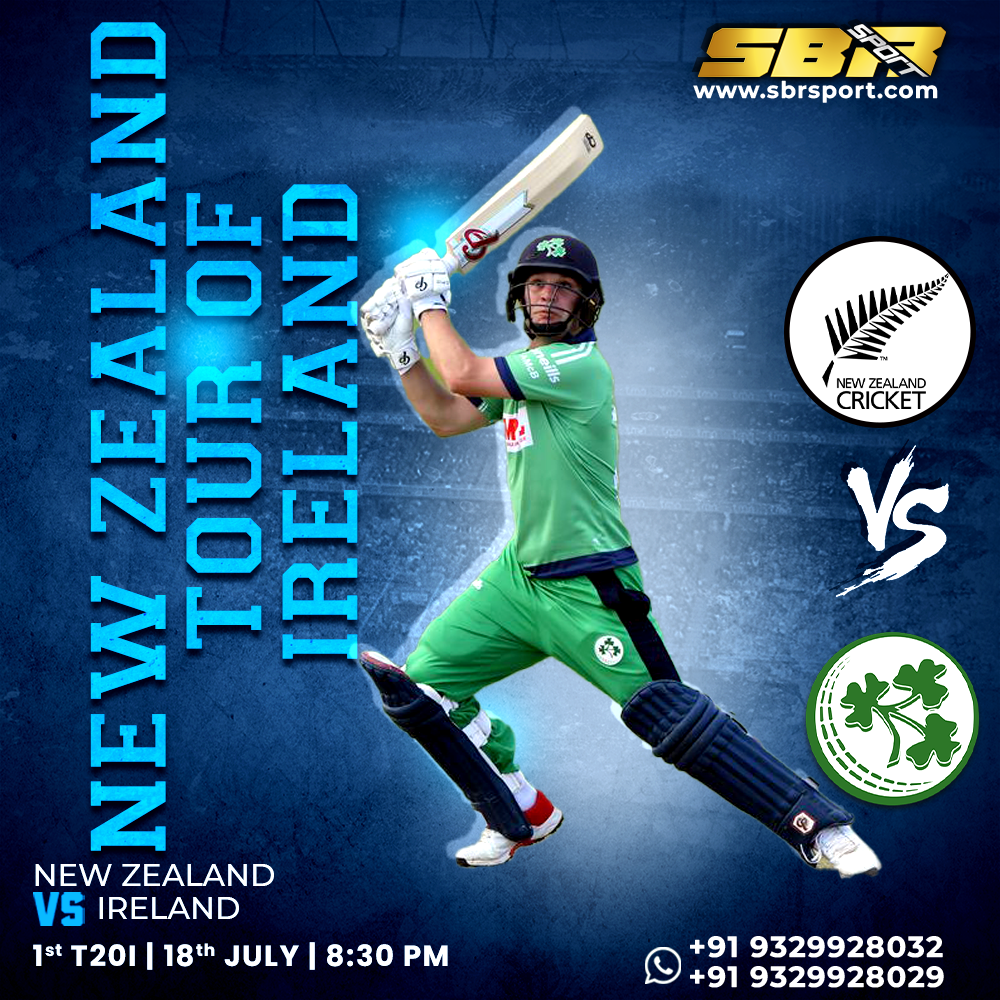 SBR
SPORT
www.sbrsport.com
NEW ZEALAND
TOUR OF
IRELAND
NEW ZEALAND
CRICKET
TM
VS
NEW ZEALAND
VS IRELAND
1st T20I | 18th JULY | 8:30 PM
+91 9329928032
+91 9329928029